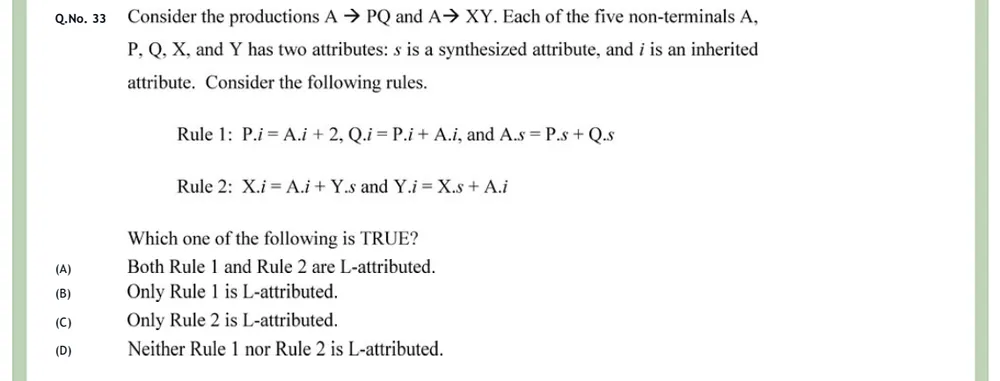 Q.No. 33 Consider the productions A → PQ and A→ XY. Each of the five non-terminals A,
P, Q, X, and Y has two attributes: s is a synthesized attribute, and i is an inherited
attribute. Consider the following rules.
Rule 1: P.i = A.i + 2, Q.i = P.i + A.i, and A.s = P.s + Q.s
Rule 2: X.i = A.i + Y.s and Y.i = X.s + A.i
Which one of the following is TRUE?
(A) Both Rule 1 and Rule 2 are L-attributed.
(B) Only Rule 1 is L-attributed.
(C) Only Rule 2 is L-attributed.
(D) Neither Rule 1 nor Rule 2 is L-attributed.